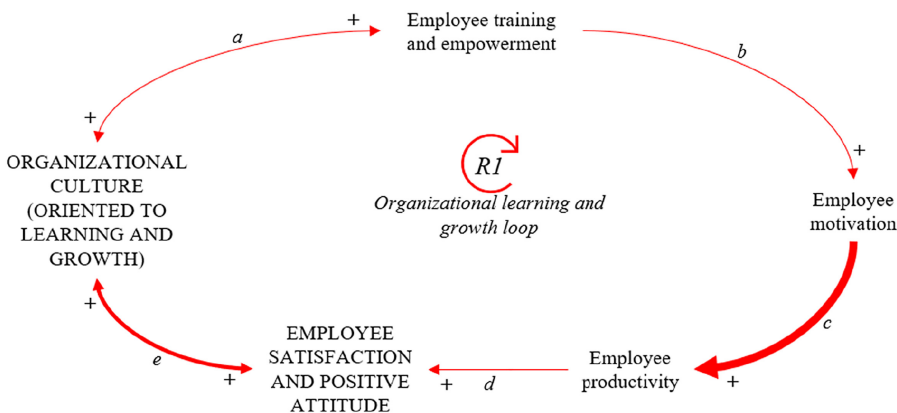 +
Employee training
and empowerment
a
b
+
+
ORGANIZATIONAL
CULTURE
(ORIENTED TO
LEARNING AND
GROWTH)
R1
Organizational learning and
growth loop
Employee
motivation
+
c
e
+
EMPLOYEE
SATISFACTION
AND POSITIVE
ATTITUDE
+
d
Employee
productivity
+